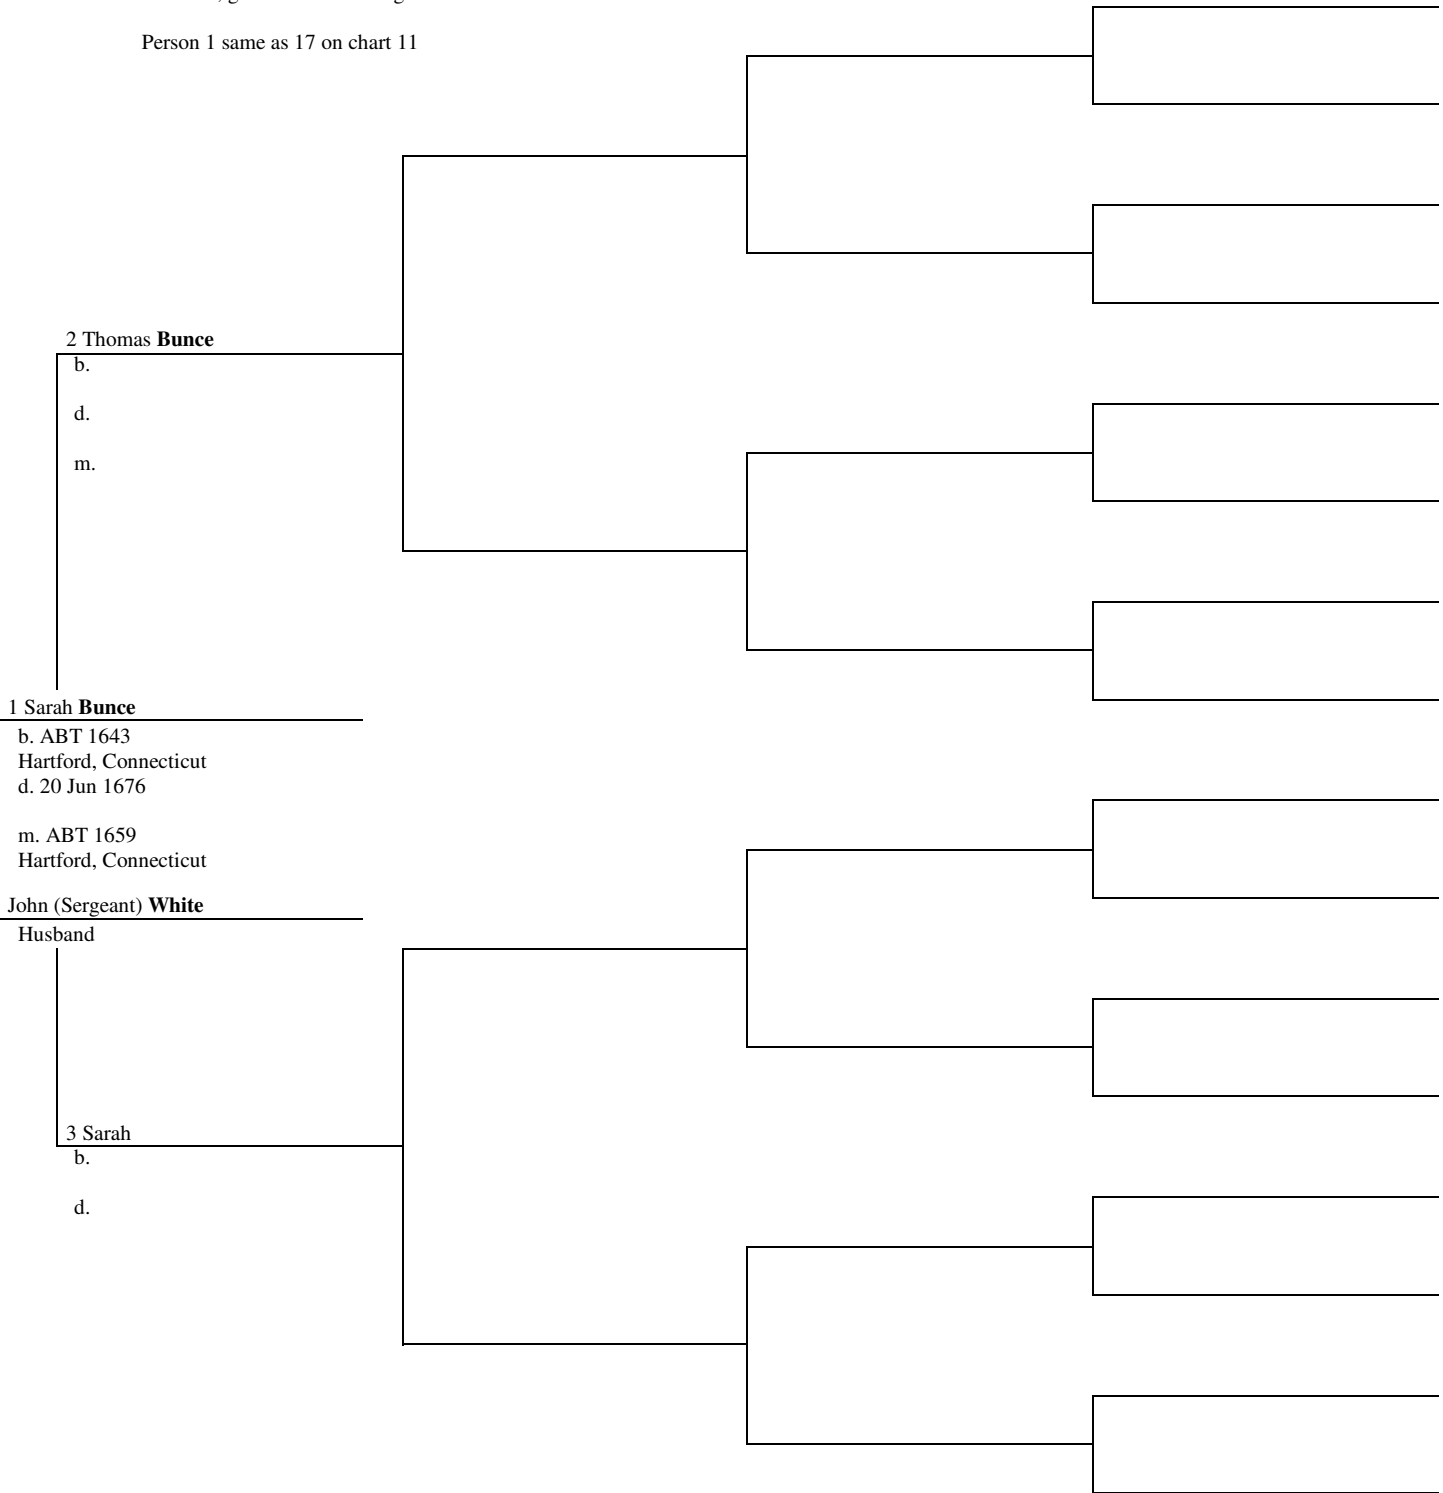 Person 1 same as 17 on chart 11
2 Thomas Bunce
b.
d.
m.
1 Sarah Bunce
b. ABT 1643
Hartford, Connecticut
d. 20 Jun 1676
m. ABT 1659
Hartford, Connecticut
John (Sergeant) White
Husband
3 Sarah
b.
d.